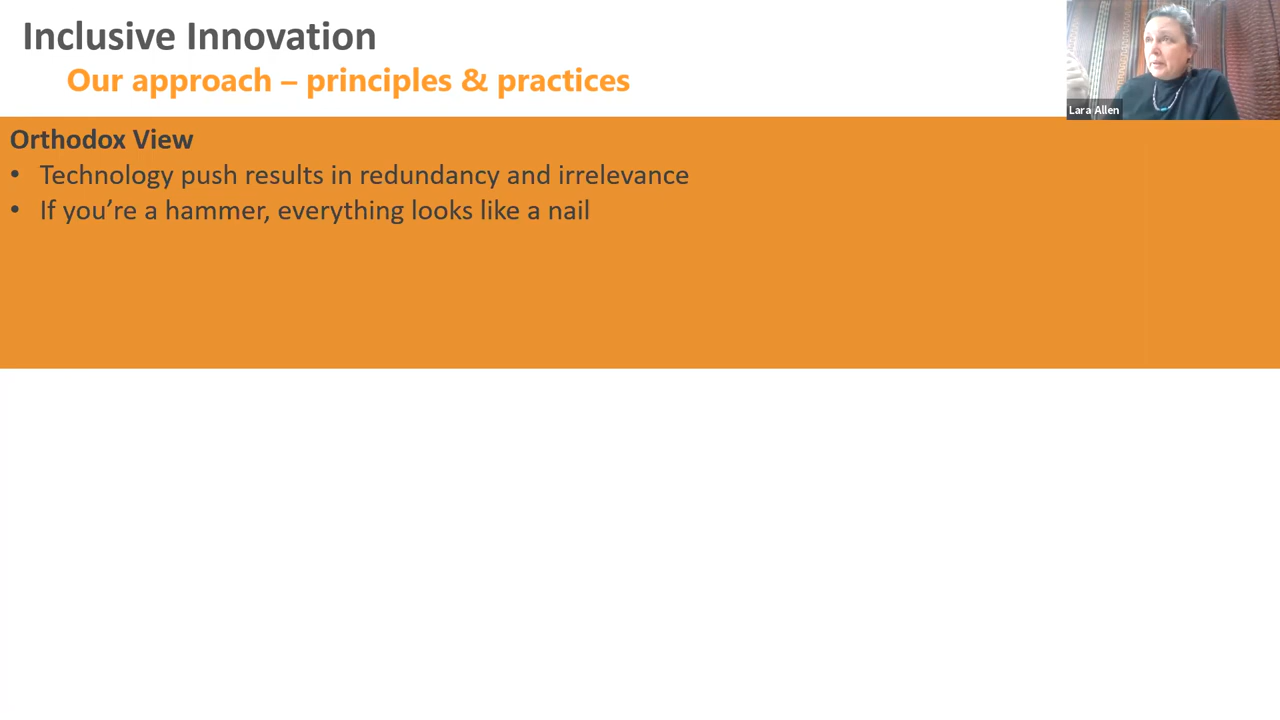 Inclusive Innovation
Our approach – principles & practices
Lara Allen
Orthodox View
• Technology push results in redundancy and irrelevance
• If you’re a hammer, everything looks like a nail